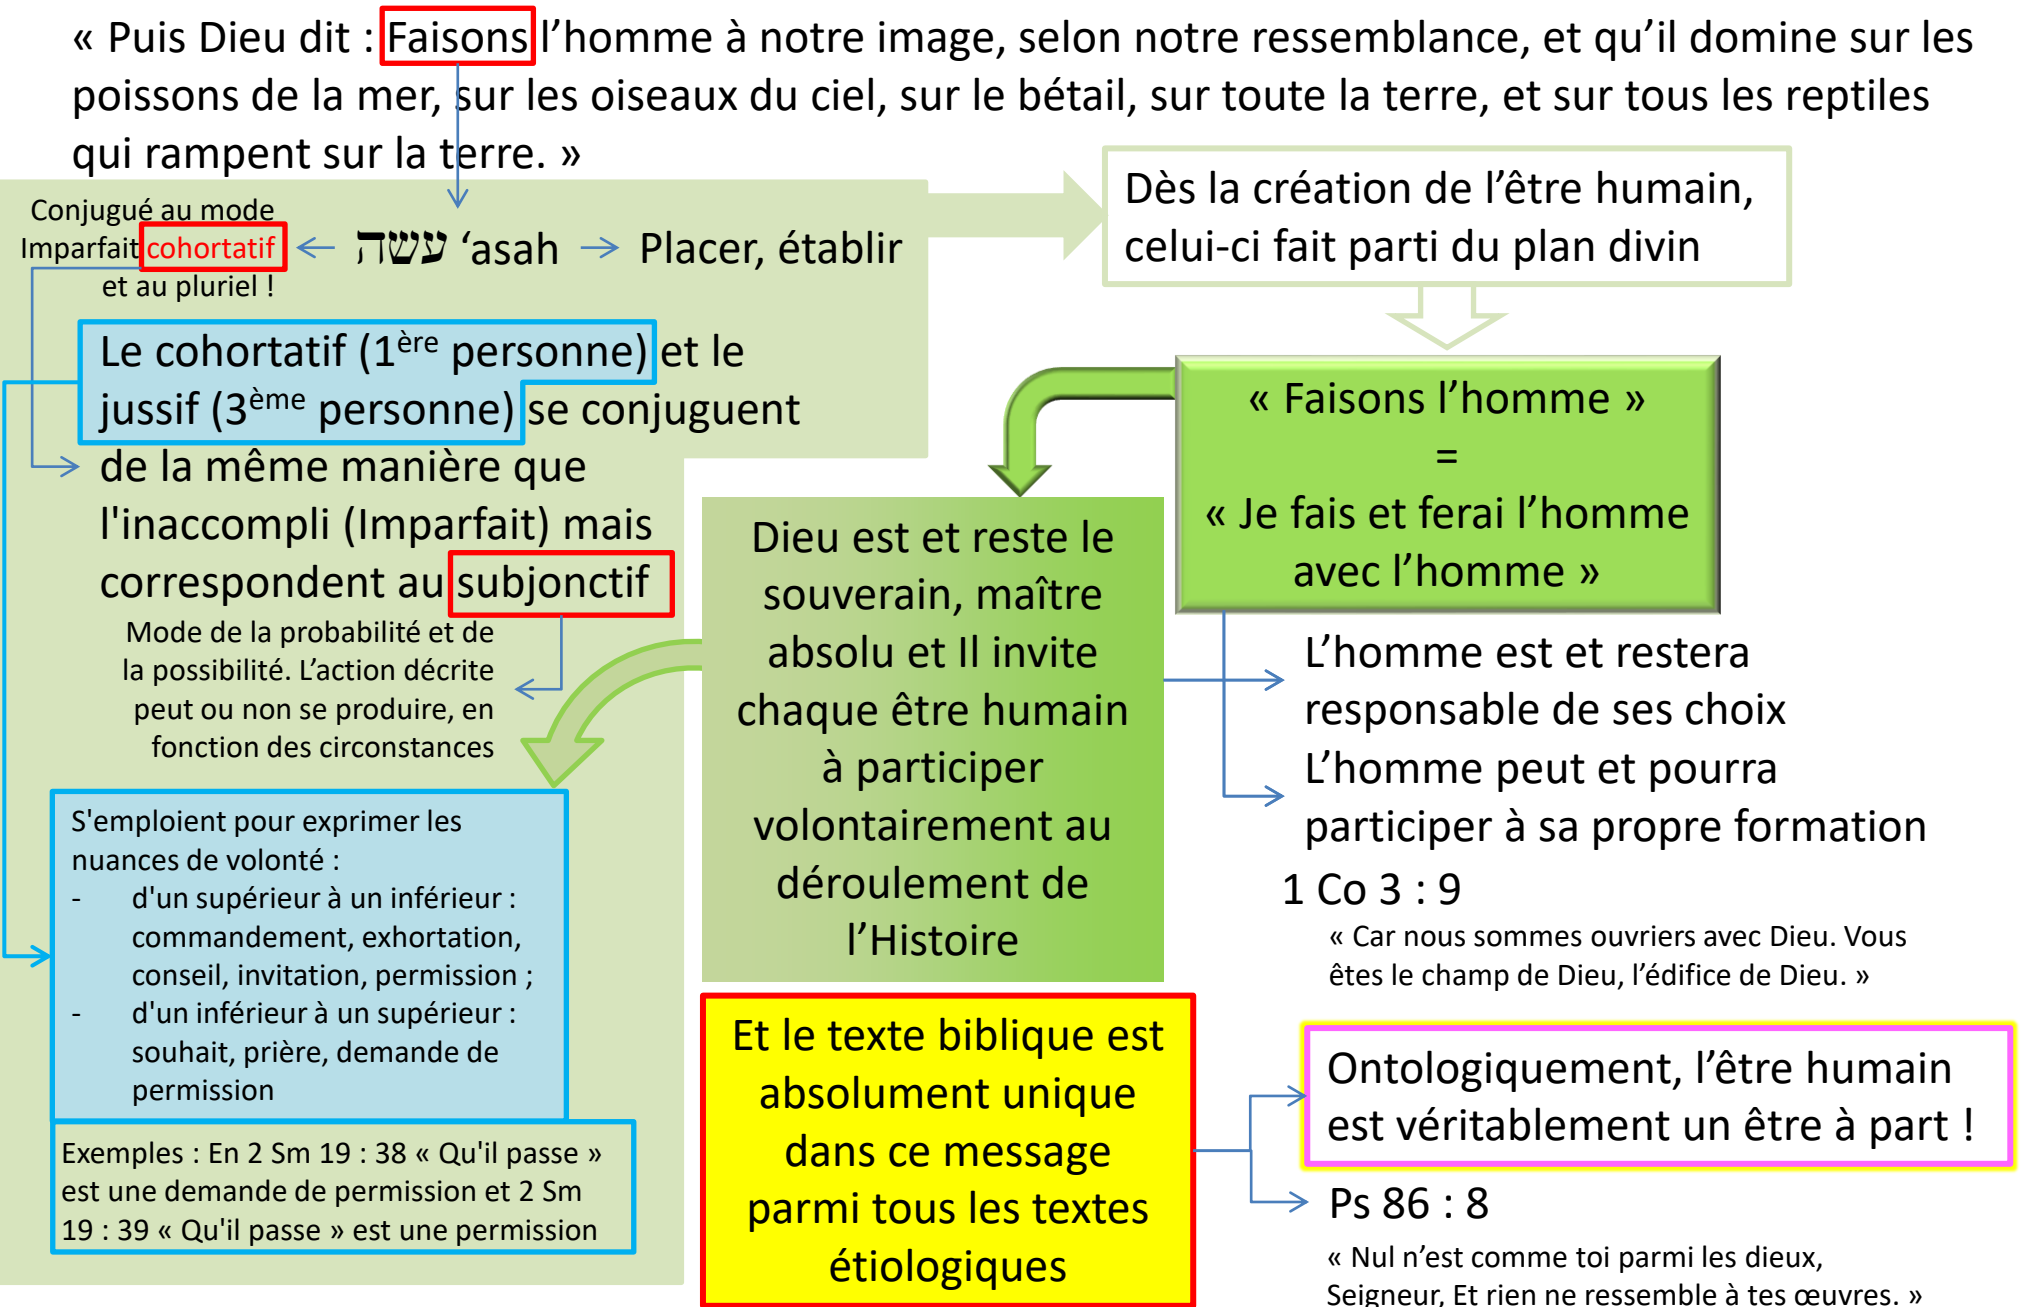 « Puis Dieu dit : Faisons l’homme à notre image, selon notre ressemblance, et qu’il domine sur les
poissons de la mer, sur les oiseaux du ciel, sur le bétail, sur toute la terre, et sur tous les reptiles
qui rampent sur la terre. »
Conjugué au mode
Imparfait cohortatif
et au pluriel !
עשה ‘asah
Placer, établir
Dès la création de l’être humain,
celui-ci fait parti du plan divin
Le cohortatif (1ère personne) et le
jussif (3ème personne) se conjuguent
de la même manière que
l'inaccompli (Imparfait) mais
correspondent au subjonctif
Mode de la probabilité et de
la possibilité. L’action décrite
peut ou non se produire, en
fonction des circonstances
S'emploient pour exprimer les
nuances de volonté :
- d'un supérieur à un inférieur :
commandement, exhortation,
conseil, invitation, permission ;
- d'un inférieur à un supérieur :
souhait, prière, demande de
permission
Exemples : En 2 Sm 19 : 38 « Qu'il passe »
est une demande de permission et 2 Sm
19 : 39 « Qu'il passe » est une permission
« Faisons l’homme »
=
« Je fais et ferai l’homme
avec l’homme »
Dieu est et reste le
souverain, maître
absolu et Il invite
chaque être humain
à participer
volontairement au
déroulement de
l’Histoire
L’homme est et restera
responsable de ses choix
L’homme peut et pourra
participer à sa propre formation
1 Co 3 : 9
« Car nous sommes ouvriers avec Dieu. Vous
êtes le champ de Dieu, l’édifice de Dieu. »
Et le texte biblique est
absolument unique
dans ce message
parmi tous les textes
étiologiques
Ontologiquement, l’être humain
est véritablement un être à part !
Ps 86 : 8
« Nul n’est comme toi parmi les dieux,
Seigneur, Et rien ne ressemble à tes œuvres. »